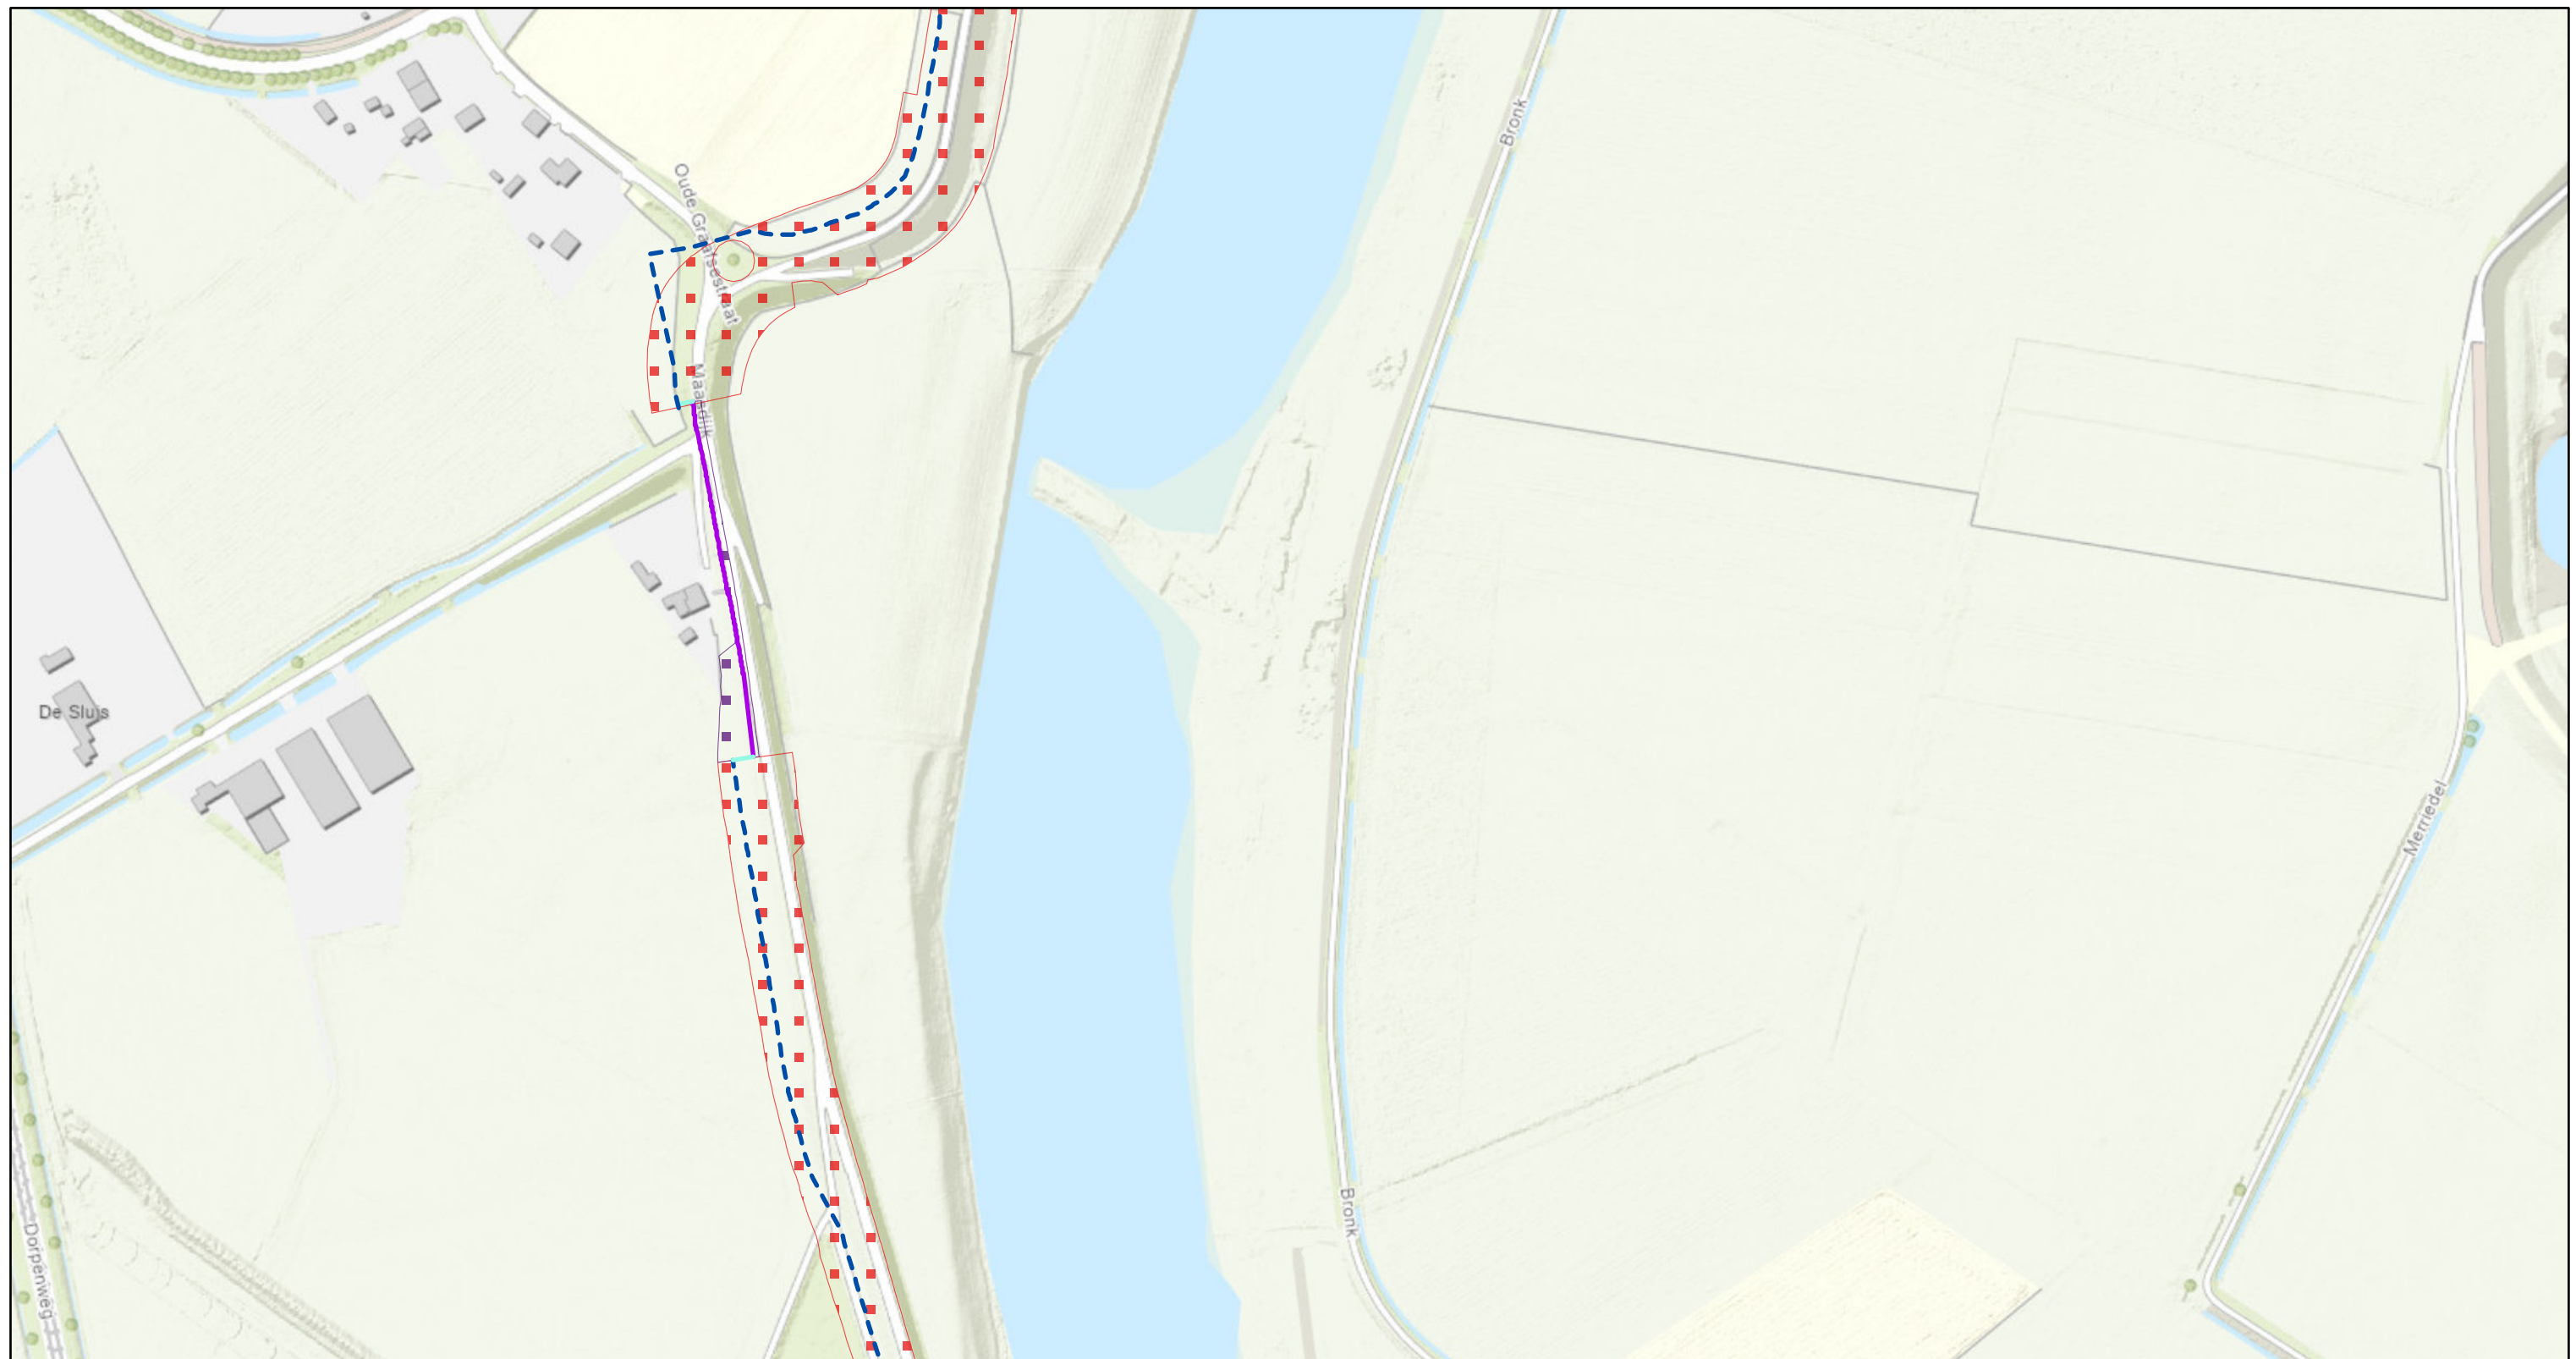 Bronk
Oude Graafsestraat
Maasdijk
De Sluis
Merriedel
Bronk
Dorpenweg